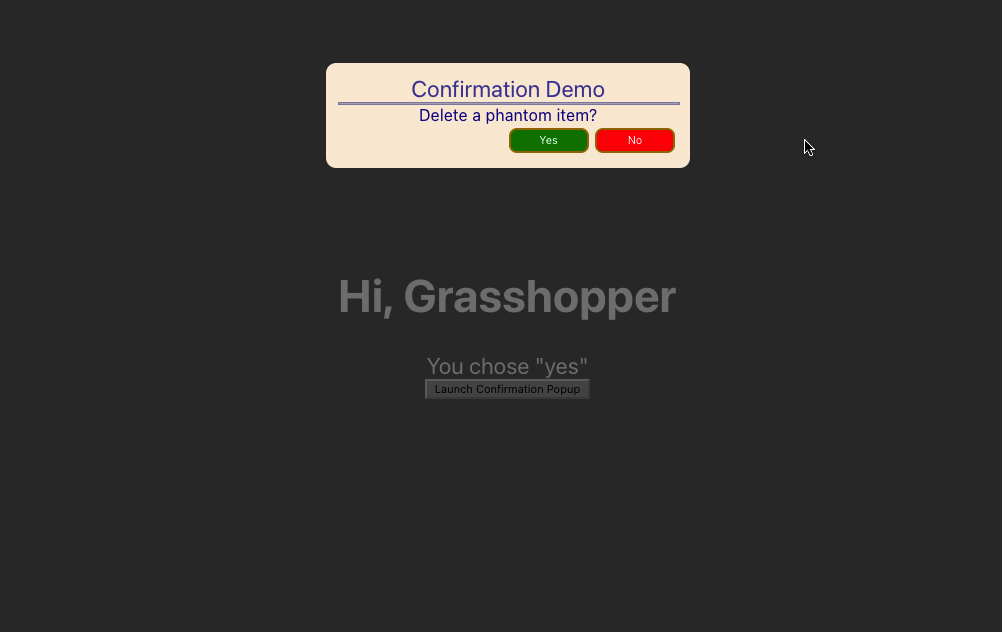 Confirmation Demo
Delete a phantom item?
Yes No
Hi, Grasshopper
You chose "yes"
Launch Confirmation Popup